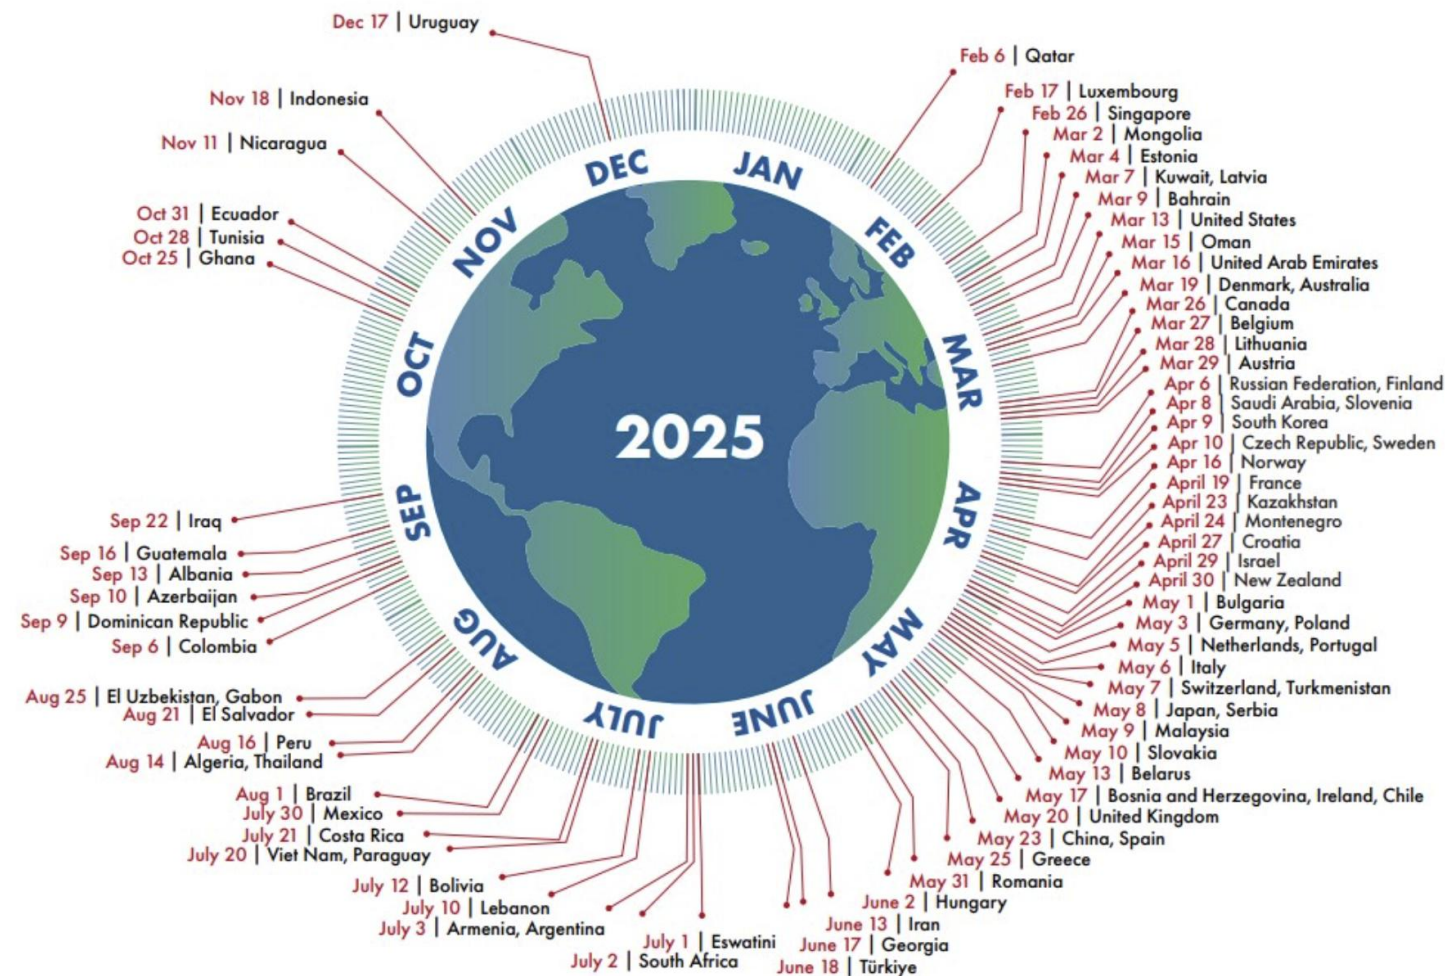 Dec 17 | Uruguay
Nov 18 | Indonesia
Nov 11 | Nicaragua
Oct 31 | Ecuador
Oct 28 | Tunisia
Oct 25 | Ghana
Sep 22 | Iraq
Sep 16 | Guatemala
Sep 13 | Albania
Sep 10 | Azerbaijan
Sep 9 | Dominican Republic
Sep 6 | Colombia
Aug 25 | El Uzbekistan, Gabon
Aug 21 | El Salvador
Aug 16 | Peru
Aug 14 | Algeria, Thailand
Aug 1 | Brazil
July 30 | Mexico
July 21 | Costa Rica
July 20 | Viet Nam, Paraguay
July 12 | Bolivia
July 10 | Lebanon
July 3 | Armenia, Argentina
July 2 | South Africa
July 1 | Eswatini
JAN
FEB
MAR
APR
MAY
JUNE
JULY
AUG
SEP
OCT
NOV
DEC
2025
Feb 6 | Qatar
Feb 17 | Luxembourg
Feb 26 | Singapore
Mar 2 | Mongolia
Mar 4 | Estonia
Mar 7 | Kuwait, Latvia
Mar 9 | Bahrain
Mar 13 | United States
Mar 15 | Oman
Mar 16 | United Arab Emirates
Mar 19 | Denmark, Australia
Mar 26 | Canada
Mar 27 | Belgium
Mar 28 | Lithuania
Mar 29 | Austria
Apr 6 | Russian Federation, Finland
Apr 8 | Saudi Arabia, Slovenia
Apr 9 | South Korea
Apr 10 | Czech Republic, Sweden
Apr 16 | Norway
April 19 | France
April 23 | Kazakhstan
April 24 | Montenegro
April 27 | Croatia
April 29 | Israel
April 30 | New Zealand
May 1 | Bulgaria
May 3 | Germany, Poland
May 5 | Netherlands, Portugal
May 6 | Italy
May 7 | Switzerland, Turkmenistan
May 8 | Japan, Serbia
May 9 | Malaysia
May 10 | Slovakia
May 13 | Belarus
May 17 | Bosnia and Herzegovina, Ireland, Chile
May 20 | United Kingdom
May 23 | China, Spain
May 25 | Greece
May 31 | Romania
June 2 | Hungary
June 13 | Iran
June 17 | Georgia
June 18 | Türkiye